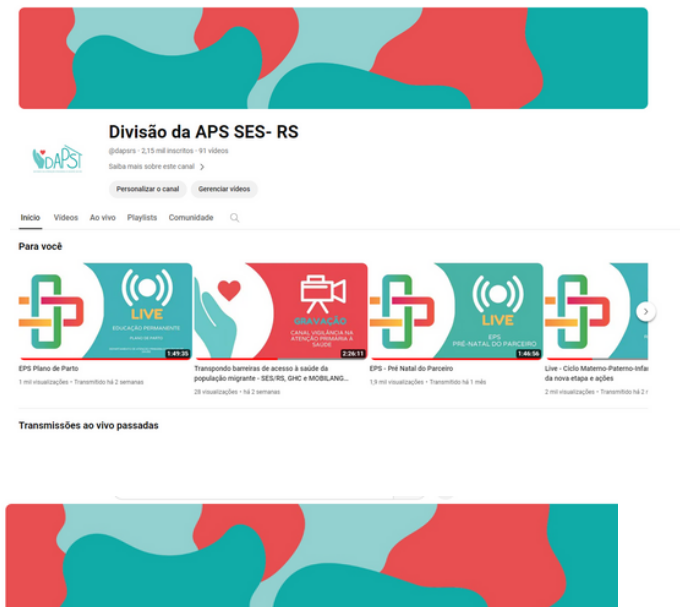 Divisão da APS SES- RS
DAPS
@dapsrs · 2,15 mil inscritos · 91 vídeos
Saiba mais sobre este canal
Personalizar o canal Gerenciar vídeos
Início Vídeos Ao vivo Playlists Comunidade
Para você
LIVE
EDUCAÇÃO PERMANENTE
PLANO DE PARTO
1:49:35
GRAVAÇÃO
CANAL VIGILÂNCIA NA
ATENÇÃO PRIMÁRIA A
SAÚDE
2:26:11
LIVE
EPS
PRÉ-NATAL DO PARCEIRO
1:46:56
EPS Plano de Parto
1 mil visualizações • Transmitido há 2 semanas
Transpondo barreiras de acesso à saúde da
população migrante - SES/RS, GHC e MOBILANG...
28 visualizações • há 2 semanas
EPS - Pré Natal do Parceiro
1,9 mil visualizações • Transmitido há 1 mês
Live - Ciclo Materno-Paterno-Infa
da nova etapa e ações
2 mil visualizações • Transmitido há 2
Transmissões ao vivo passadas